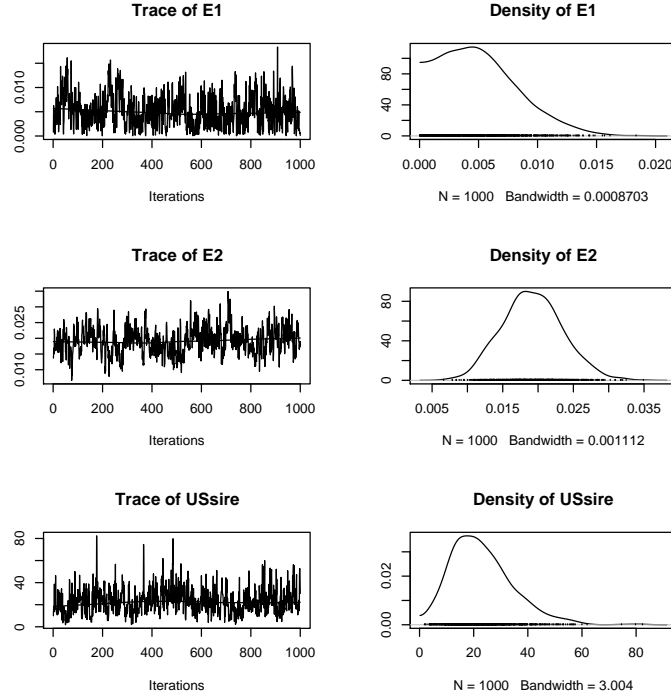 Trace of E1
0.000 0.010
0 200 400 600 800 1000
Iterations
Density of E1
0 40 80
0.000 0.005 0.010 0.015 0.020
N = 1000 Bandwidth = 0.0008703
Trace of E2
0.010 0.025
0 200 400 600 800 1000
Iterations
Density of E2
0 40 80
0.005 0.015 0.025 0.035
N = 1000 Bandwidth = 0.001112
Trace of USsire
0 20 40 60 80
0 200 400 600 800 1000
Iterations
Density of USsire
0.00 0.02
0 20 40 60 80
N = 1000 Bandwidth = 3.004